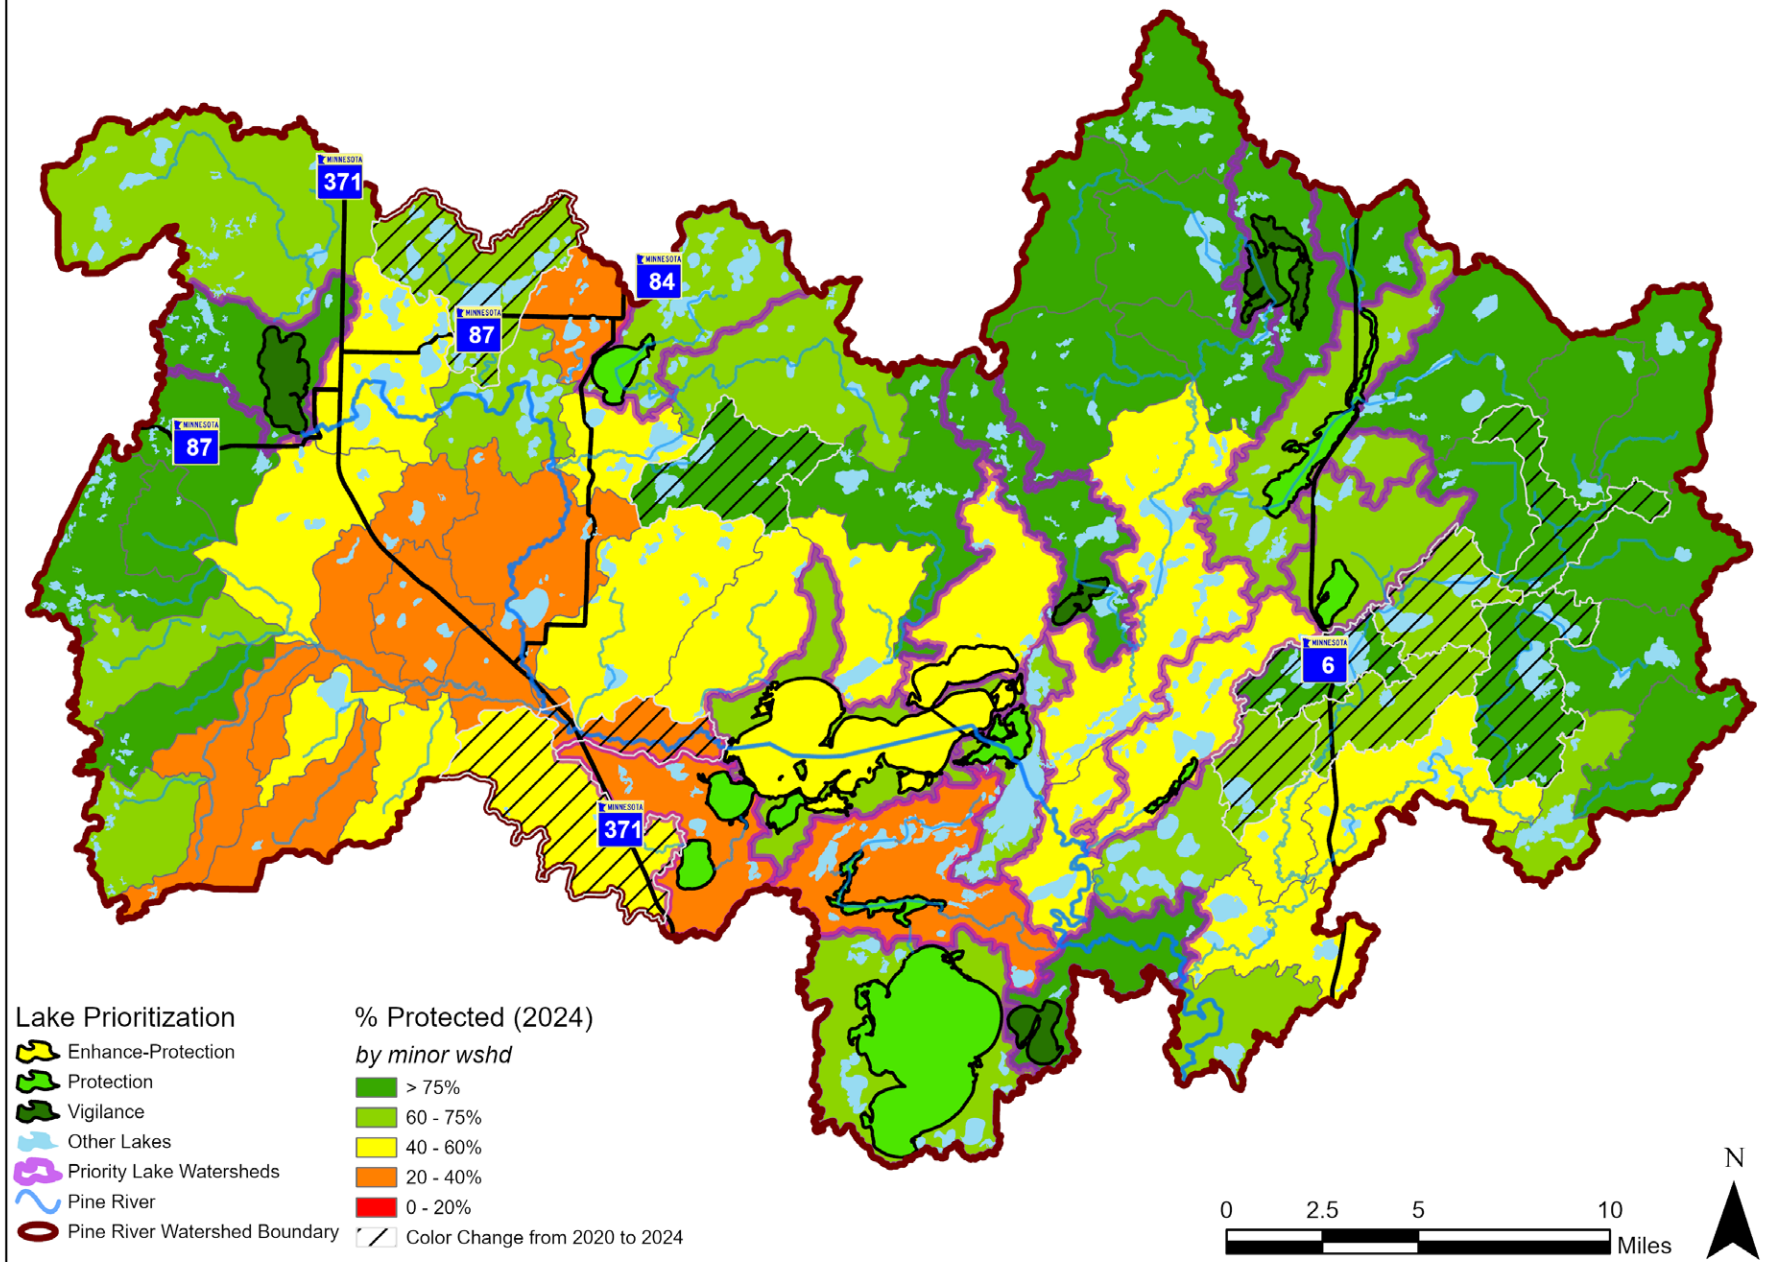 MINNESOTA
371
MINNESOTA
84
MINNESOTA
87
MINNESOTA
87
MINNESOTA
6
MINNESOTA
371
Lake Prioritization
Enhance-Protection
Protection
Vigilance
Other Lakes
Priority Lake Watersheds
Pine River
Pine River Watershed Boundary
% Protected (2024)
by minor wshd
> 75%
60 - 75%
40 - 60%
20 - 40%
0 - 20%
Color Change from 2020 to 2024
0 2.5 5 10
Miles
N